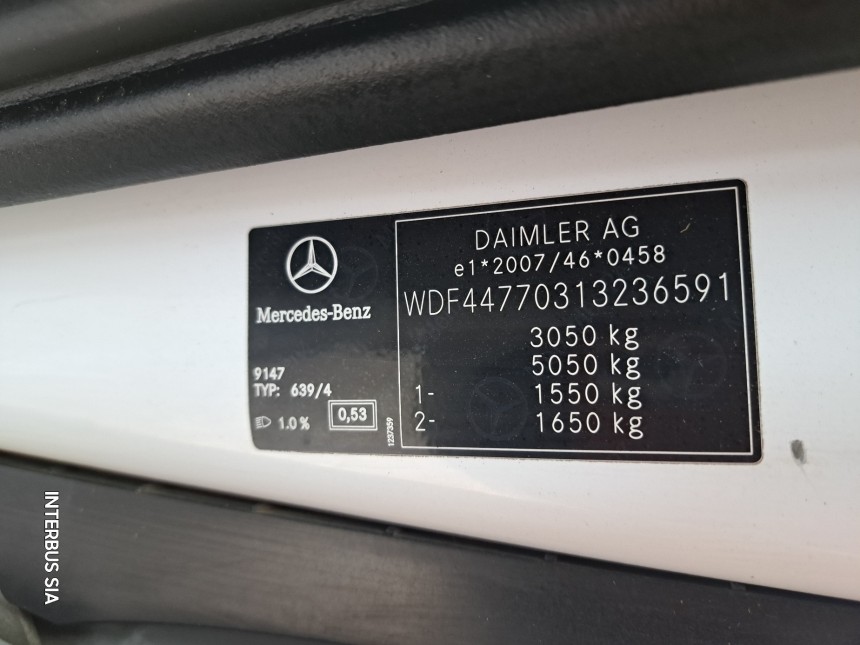 Mercedes-Benz
9147
TYP: 639/4
1.0 %
0,53
1237359
DAIMLER AG
e1*2007/46*0458
WDF44770313236591
3050 kg
5050 kg
1- 1550 kg
2- 1650 kg
INTERBUS SIA